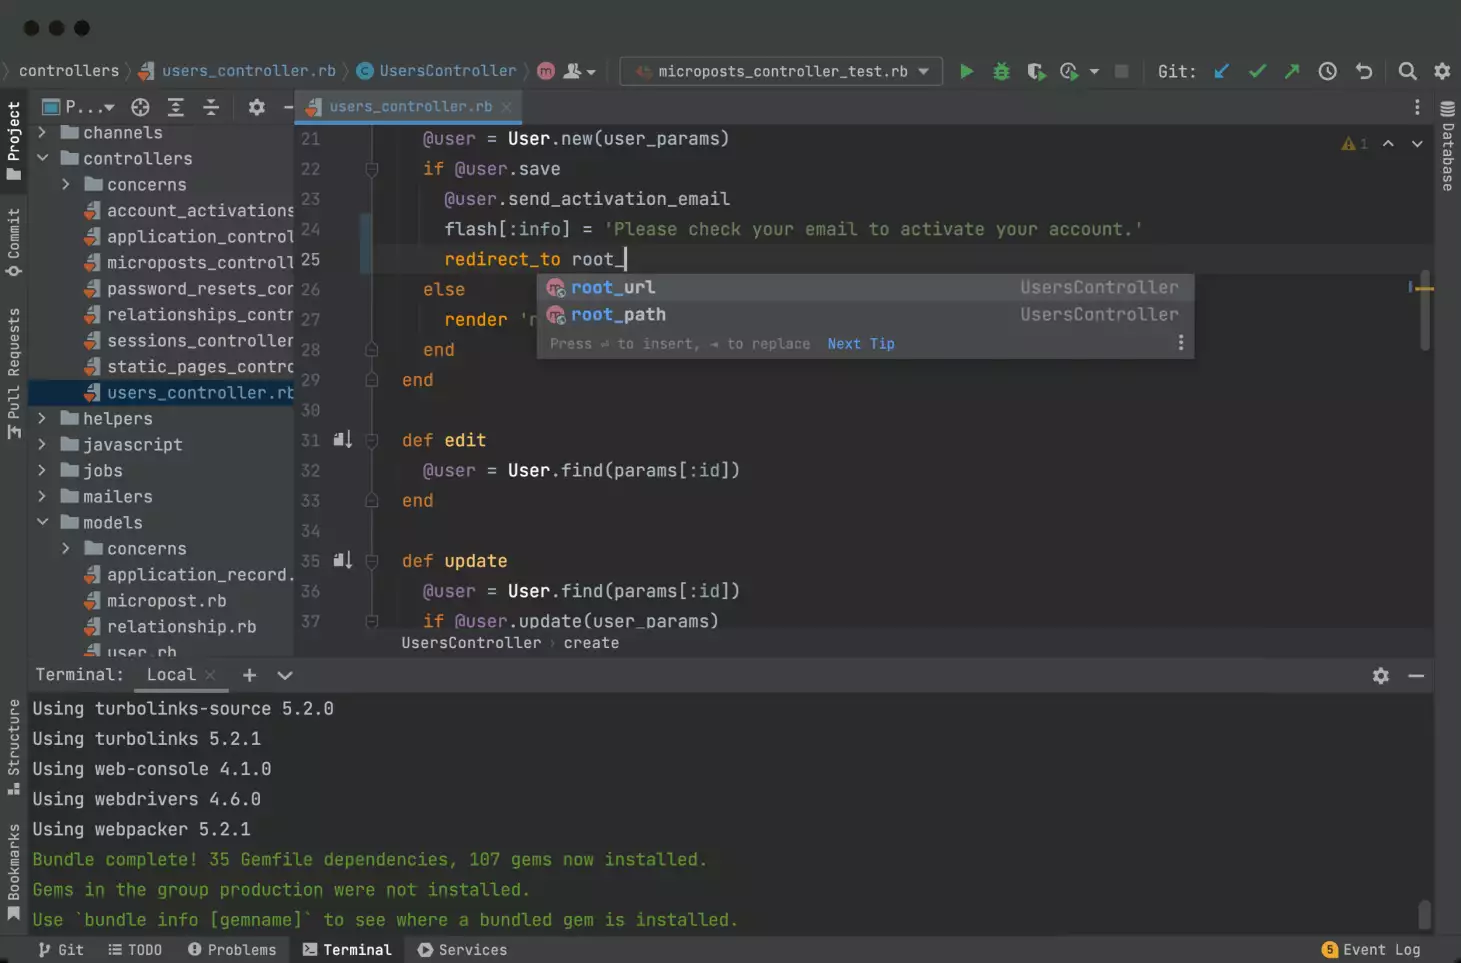 controllers users_controller.rb UsersController microposts_controller_test.rb Git:
Project
Commit
Pull Requests
Structure
Bookmarks
P...
channels
controllers
concerns
account_activations
application_control
microposts_controll
password_resets_con
relationships_contr
sessions_controller
static_pages_contro
users_controller.rb
helpers
javascript
jobs
mailers
models
concerns
application_record.
micropost.rb
relationship.rb
user.rb
users_controller.rb
21 @user = User.new(user_params)
22 if @user.save
23 @user.send_activation_email
24 flash[:info] = 'Please check your email to activate your account.'
25 redirect_to root_
26 else
27 render '
28 end
29 end
30
31 def edit
32 @user = User.find(params[:id])
33 end
34
35 def update
36 @user = User.find(params[:id])
37 if @user.update(user_params)
root_url UsersController
root_path UsersController
Press ⏎ to insert, ⇥ to replace Next Tip
1
Database
UsersController › create
Terminal: Local
Using turbolinks-source 5.2.0
Using turbolinks 5.2.1
Using web-console 4.1.0
Using webdrivers 4.6.0
Using webpacker 5.2.1
Bundle complete! 35 Gemfile dependencies, 107 gems now installed.
Gems in the group production were not installed.
Use `bundle info [gemname]` to see where a bundled gem is installed.
Git TODO Problems Terminal Services 5 Event Log